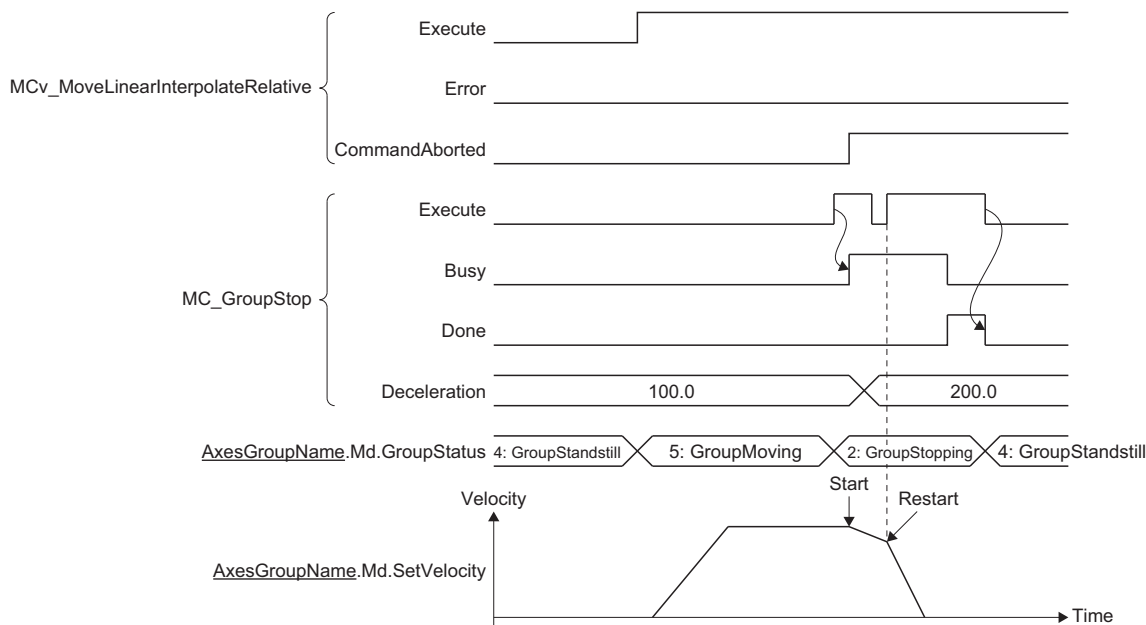 Execute
MCv_MoveLinearInterpolateRelative
Error
CommandAborted
Execute
Busy
MC_GroupStop
Done
Deceleration
100.0
200.0
AxesGroupName.Md.GroupStatus
4: GroupStandstill
5: GroupMoving
2: GroupStopping
4: GroupStandstill
Start
Velocity
Restart
AxesGroupName.Md.SetVelocity
Time